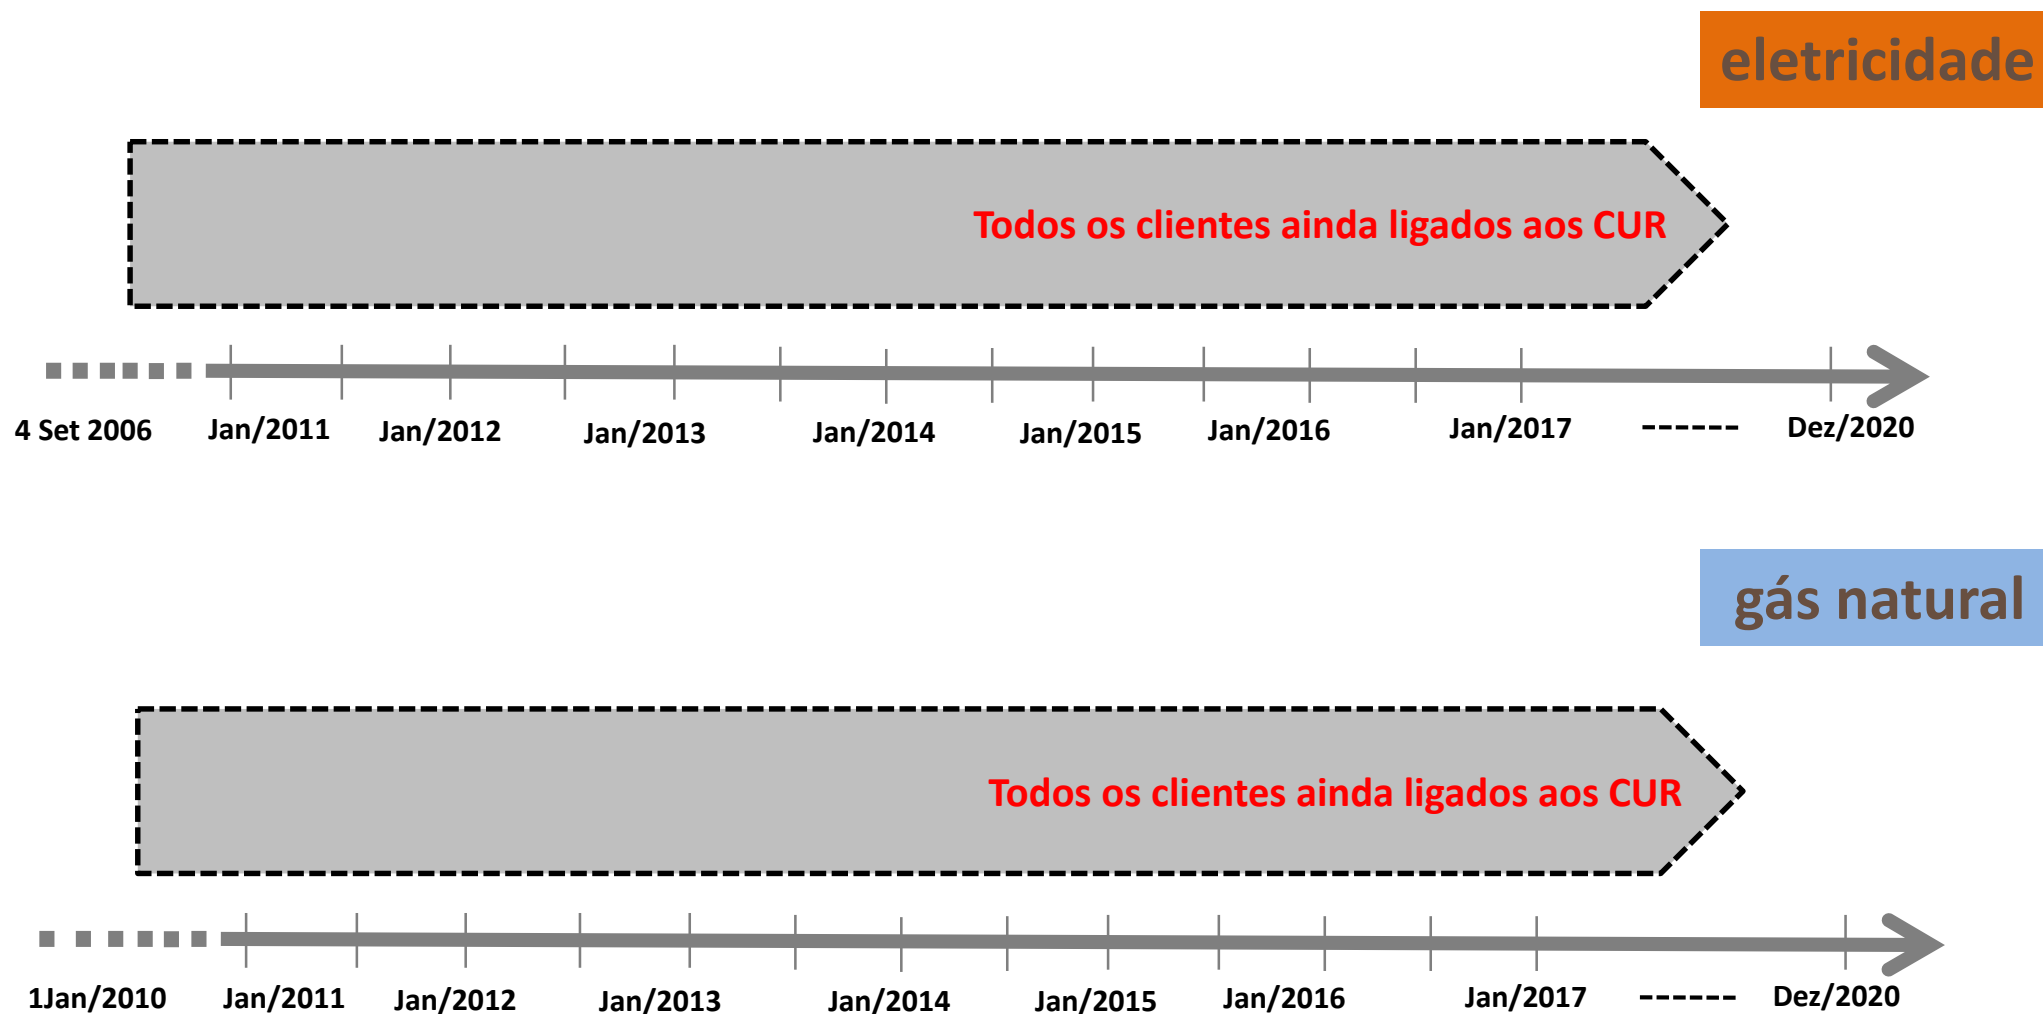 eletricidade
Todos os clientes ainda ligados aos CUR
4 Set 2006 Jan/2011 Jan/2012 Jan/2013 Jan/2014 Jan/2015 Jan/2016 Jan/2017 ------ Dez/2020
gás natural
Todos os clientes ainda ligados aos CUR
1Jan/2010 Jan/2011 Jan/2012 Jan/2013 Jan/2014 Jan/2015 Jan/2016 Jan/2017 ------ Dez/2020